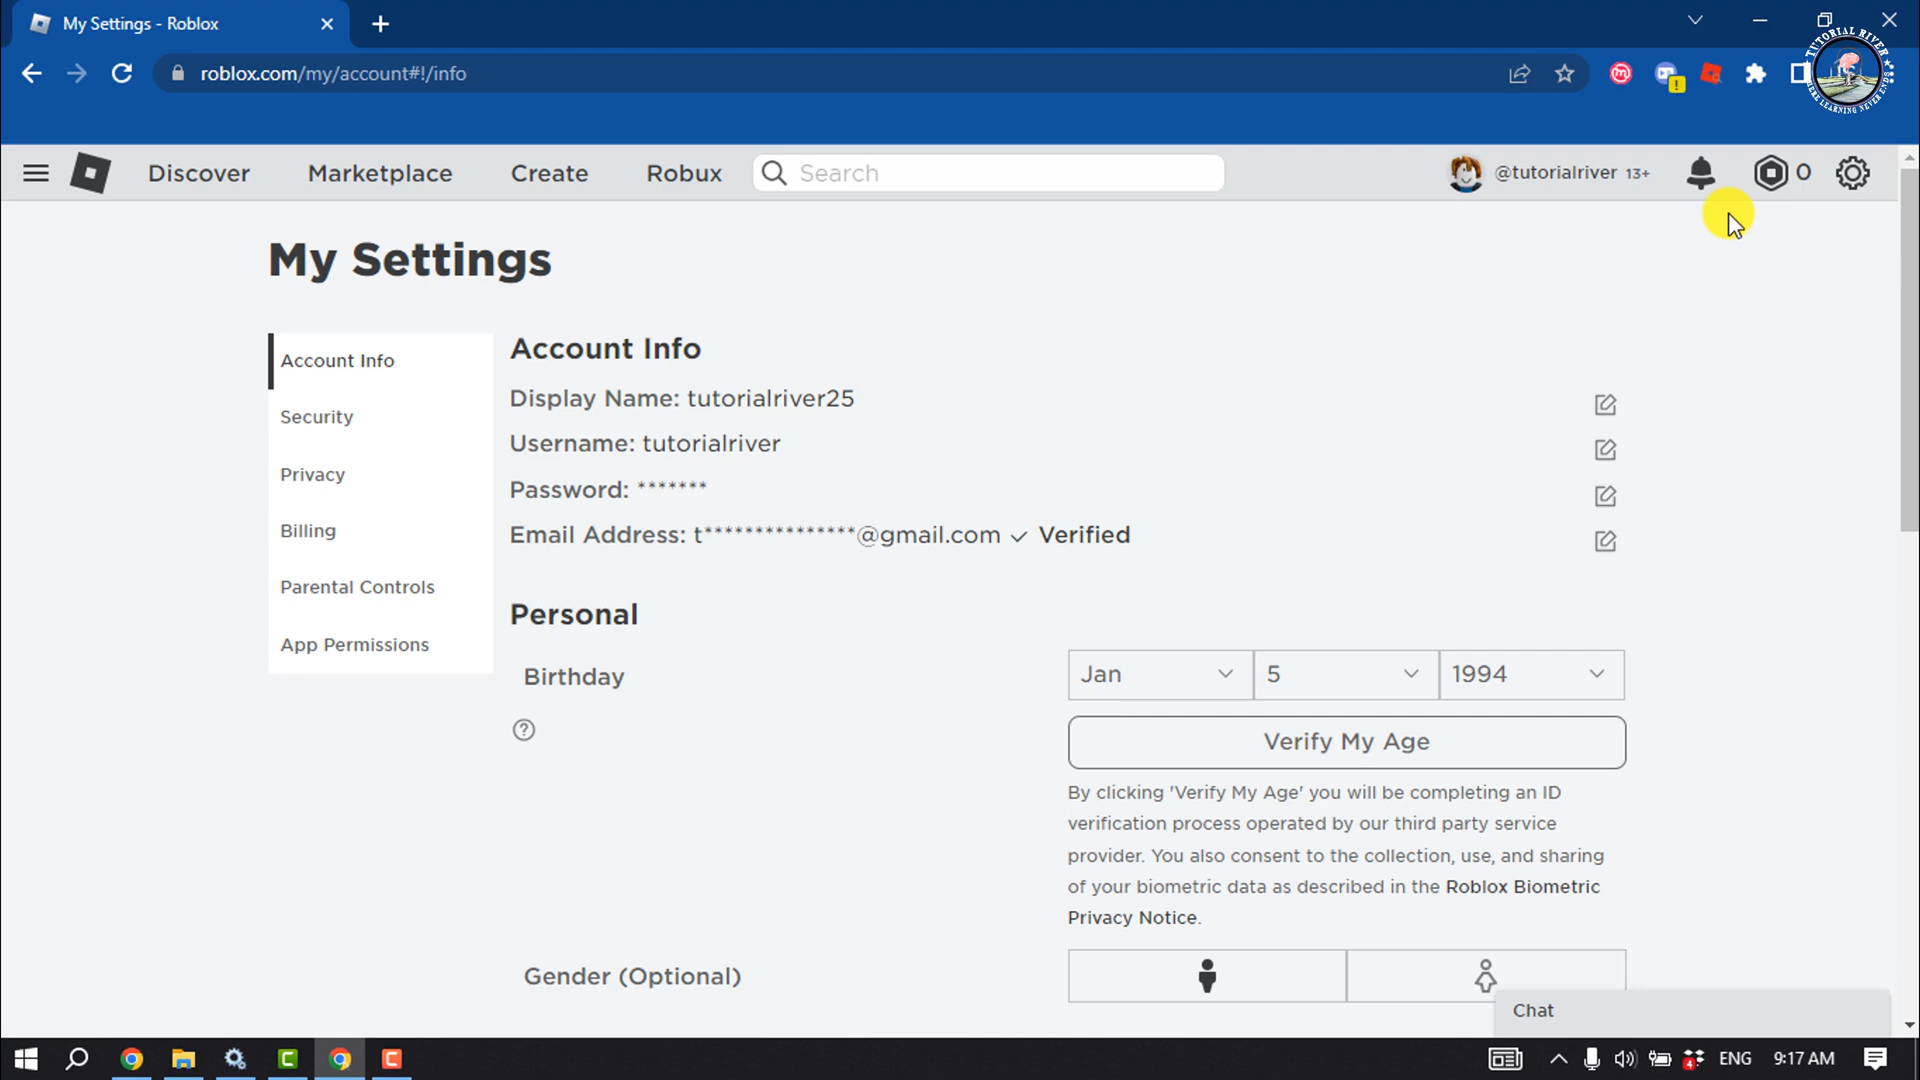 My Settings - Roblox
roblox.com/my/account#!/info
TUTORIAL RIVER
Discover Marketplace Create Robux Search @tutorialriver 13+ 0
My Settings
Account Info
Security
Privacy
Billing
Parental Controls
App Permissions
Account Info
Display Name: tutorialriver25
Username: tutorialriver
Password: *******
Email Address: t***************@gmail.com ✓ Verified
Personal
Birthday Jan 5 1994
Verify My Age
By clicking 'Verify My Age' you will be completing an ID
verification process operated by our third party service
provider. You also consent to the collection, use, and sharing
of your biometric data as described in the Roblox Biometric
Privacy Notice.
Gender (Optional)
Chat
ENG 9:17 AM